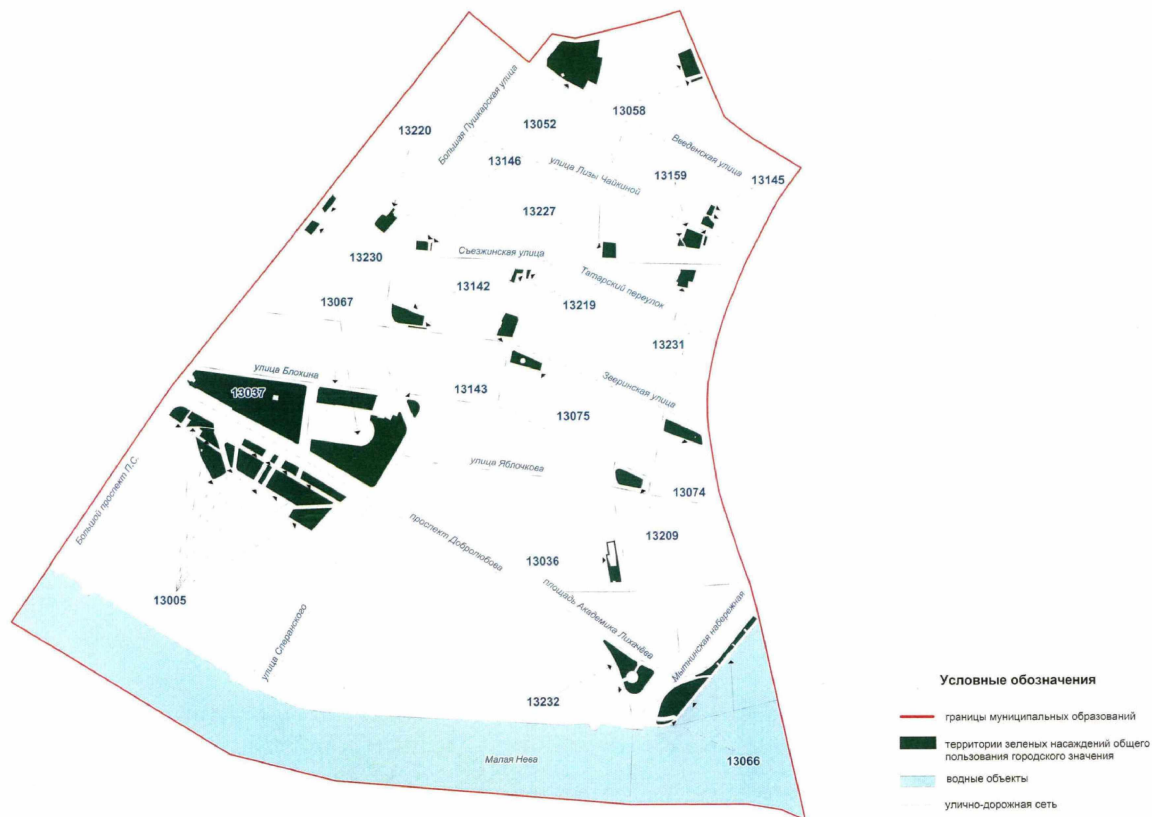 Большая Пушкарская улица
13058
13220
13052
Введенская улица
13146
улица Лизы Чайкиной
13159
13145
13227
Съезжинская улица
13230
Татарский переулок
13142
13067
13219
13231
улица Блохина
Зверинская улица
13037
13143
13075
улица Яблочкова
Большой проспект П.С.
13074
проспект Добролюбова
13209
13036
площадь Академика Лихачёва
Мытнинская набережная
13005
улица Сперанского
13232
Малая Нева
13066
Условные обозначения
границы муниципальных образований
территории зеленых насаждений общего
пользования городского значения
водные объекты
улично-дорожная сеть